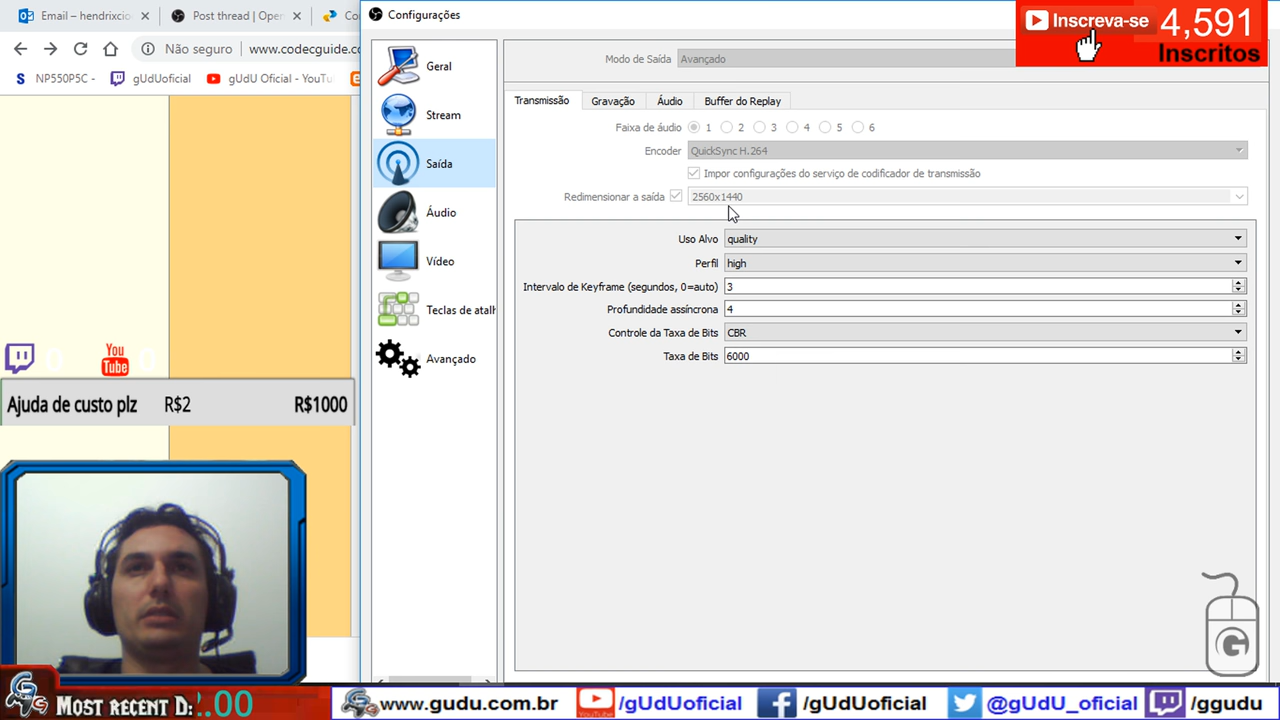 Email — hendrixcio
Post thread | Oper
Co
Não seguro
www.codecguide.co
NP550P5C -
gUdUoficial
gUdU Oficial - YouTu
Configurações
Inscreva-se 4,591
Inscritos
Geral
Stream
Saída
Áudio
Vídeo
Teclas de atalh
Avançado
Modo de Saída Avançado
Transmissão Gravação Áudio Buffer do Replay
Faixa de áudio 1 2 3 4 5 6
Encoder QuickSync H.264
Impor configurações do serviço de codificador de transmissão
Redimensionar a saída 2560x1440
Uso Alvo quality
Perfil high
Intervalo de Keyframe (segundos, 0=auto) 3
Profundidade assíncrona 4
Controle da Taxa de Bits CBR
Taxa de Bits 6000
0 You Tube 0
Ajuda de custo plz R$2 R$1000
Most recent D: .00
www.gudu.com.br YouTube /gUdUoficial /gUdUoficial @gUdU_oficial /ggudu